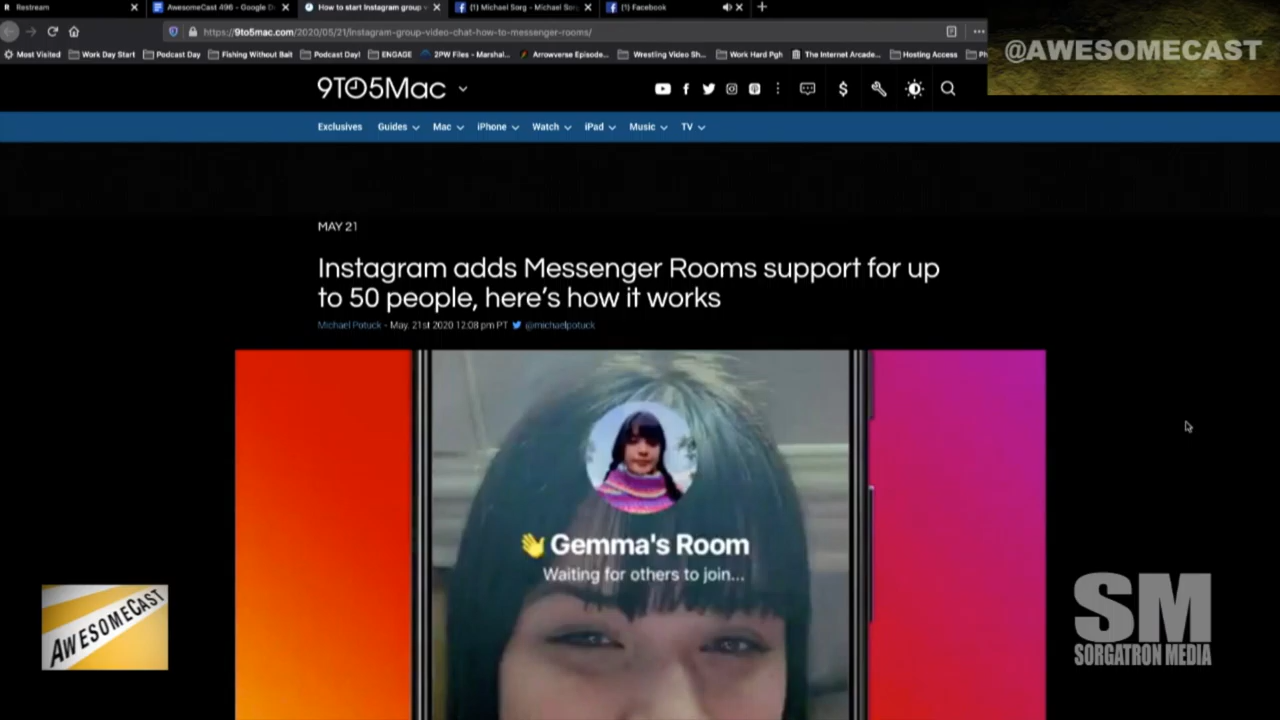 Restream
AwesomeCast 496 - Google D
How to start Instagram group v
(1) Michael Sorg - Michael Sorg
(1) Facebook
https://9to5mac.com/2020/05/21/instagram-group-video-chat-how-to-messenger-rooms/
Most Visited
Work Day Start
Podcast Day
Fishing Without Bait
Podcast Day!
ENGAGE
2PW Files - Marshal...
Arrowverse Episode...
Wrestling Video Sh...
Work Hard Pgh
The Internet Arcade...
Hosting Access
Ph
@AWESOMECAST
9TO5Mac
Exclusives Guides Mac iPhone Watch iPad Music TV
MAY 21
Instagram adds Messenger Rooms support for up
to 50 people, here's how it works
Michael Potuck - May. 21st 2020 12:08 pm PT @michaelpotuck
👋 Gemma's Room
Waiting for others to join...
AWESOMECAST
SM
SORGATRON MEDIA